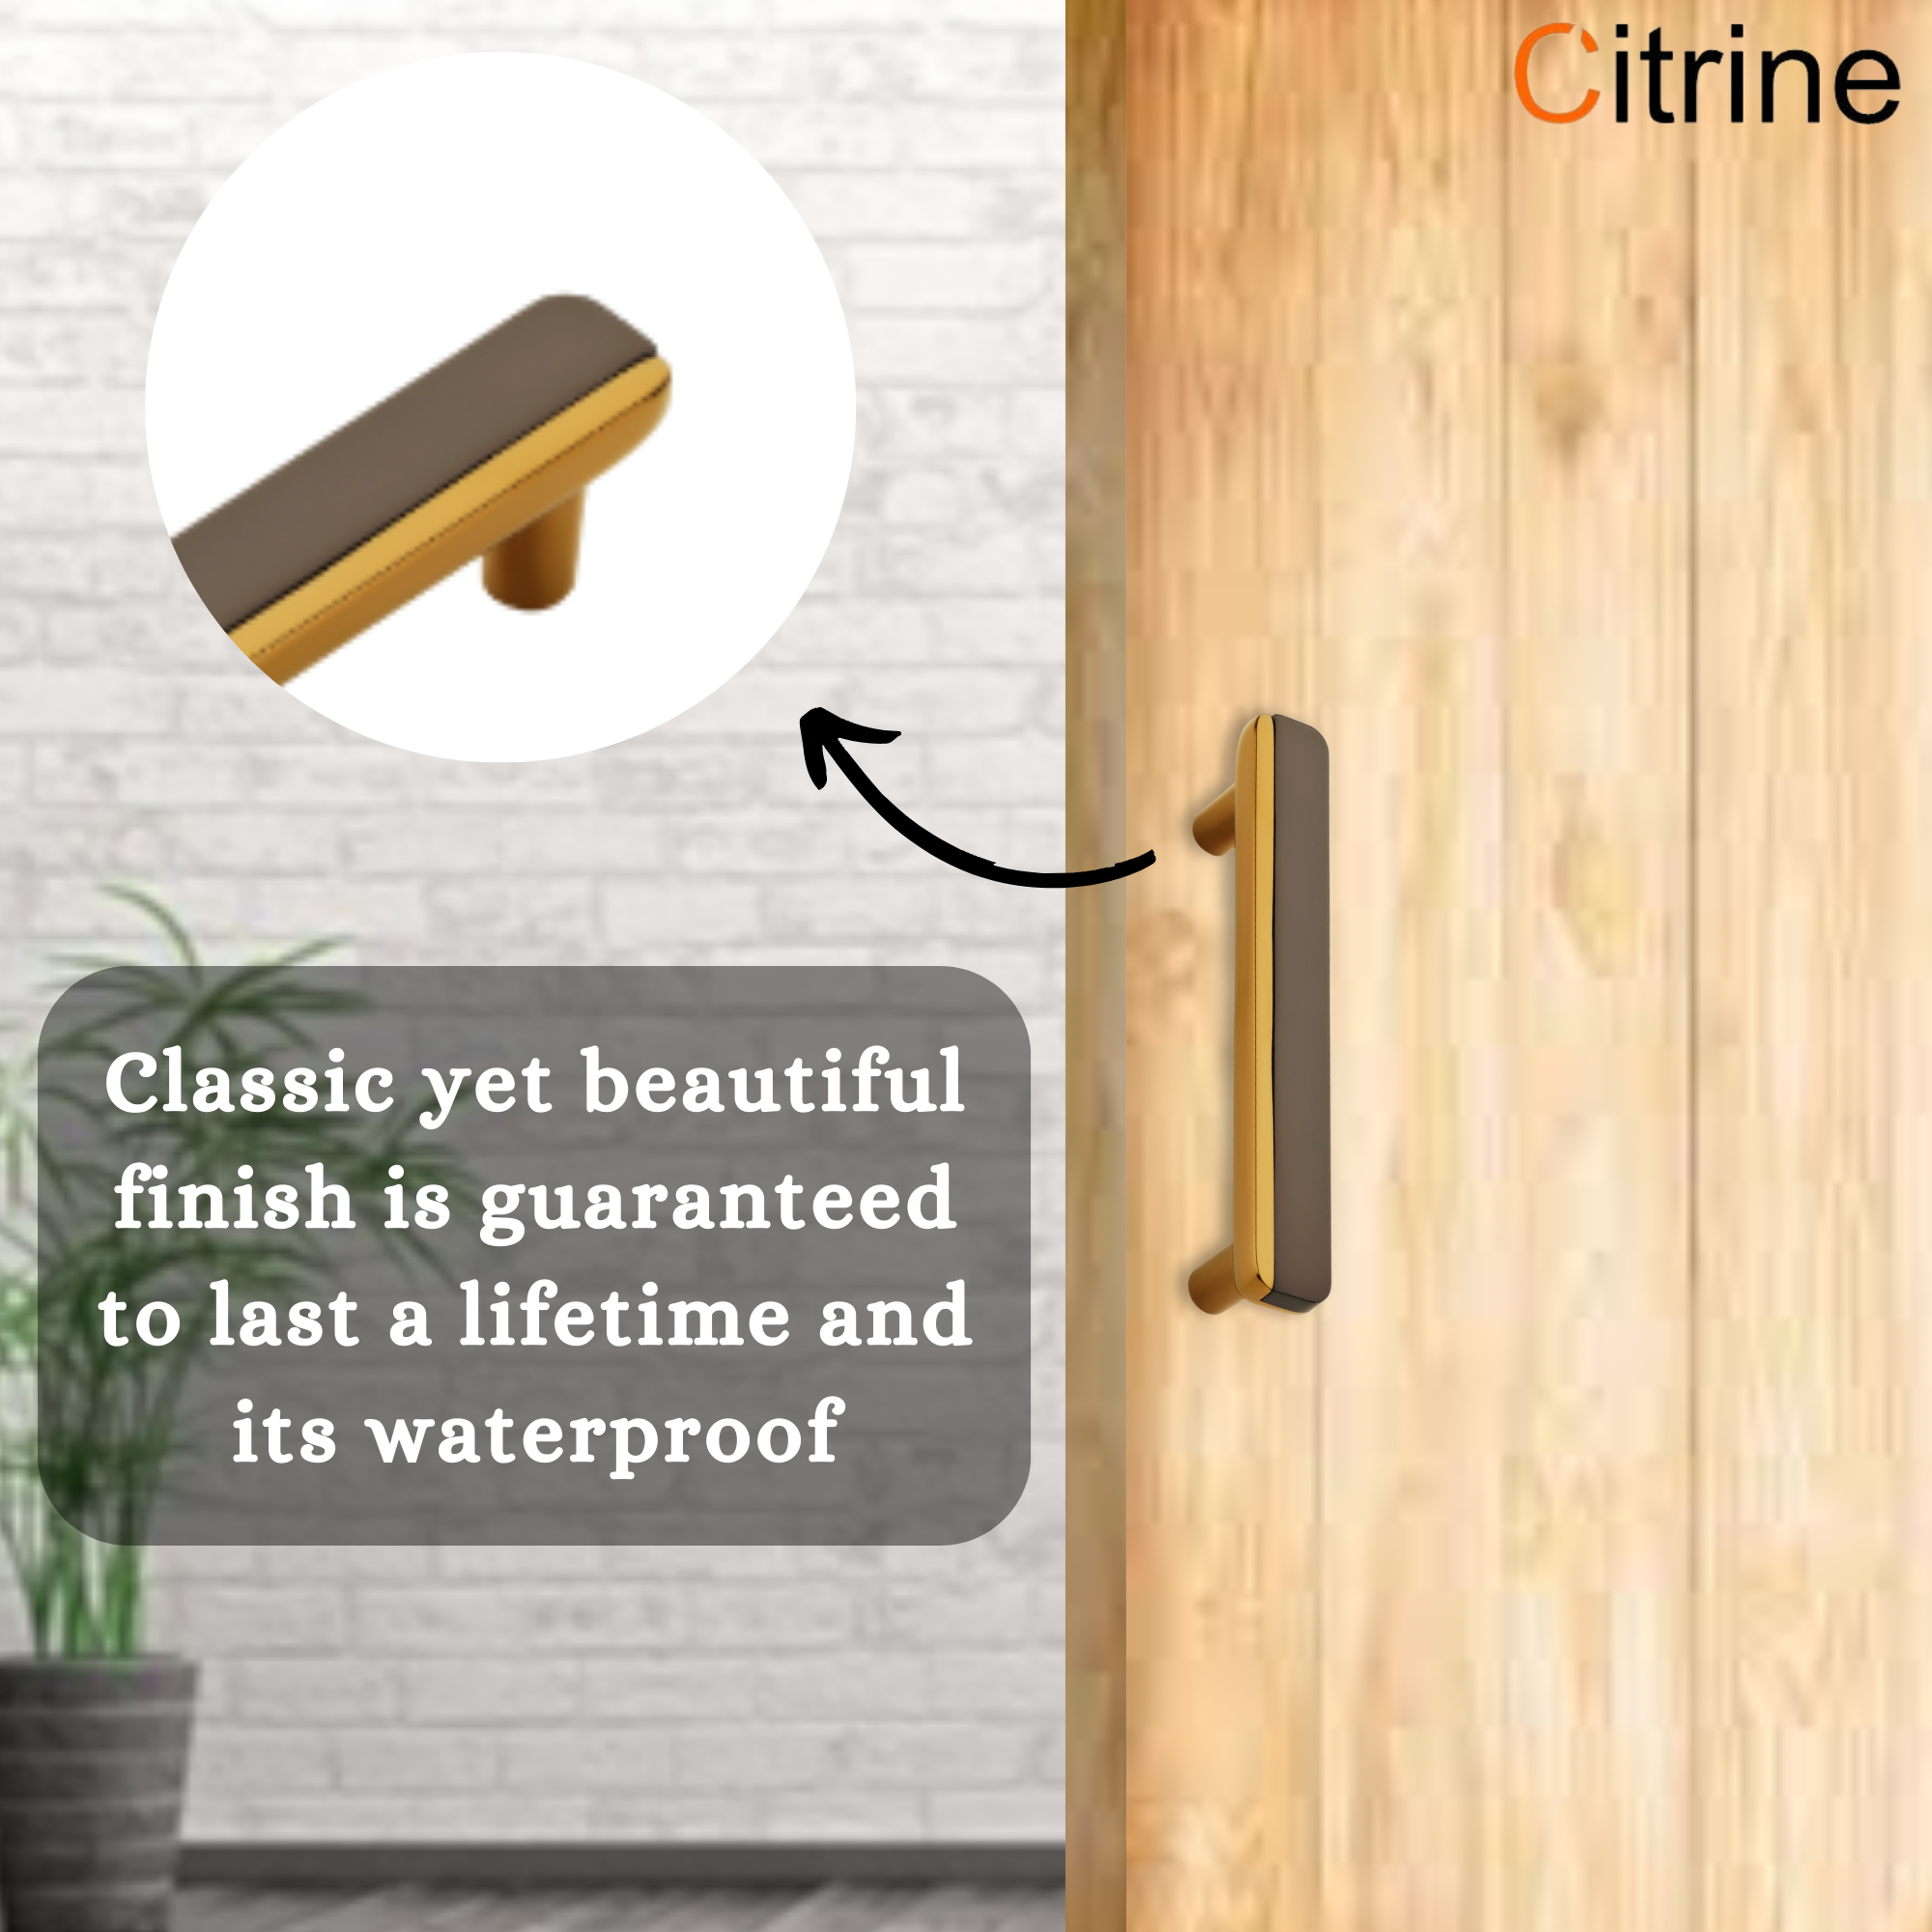 Citrine
Classic yet beautiful
finish is guaranteed
to last a lifetime and
its waterproof